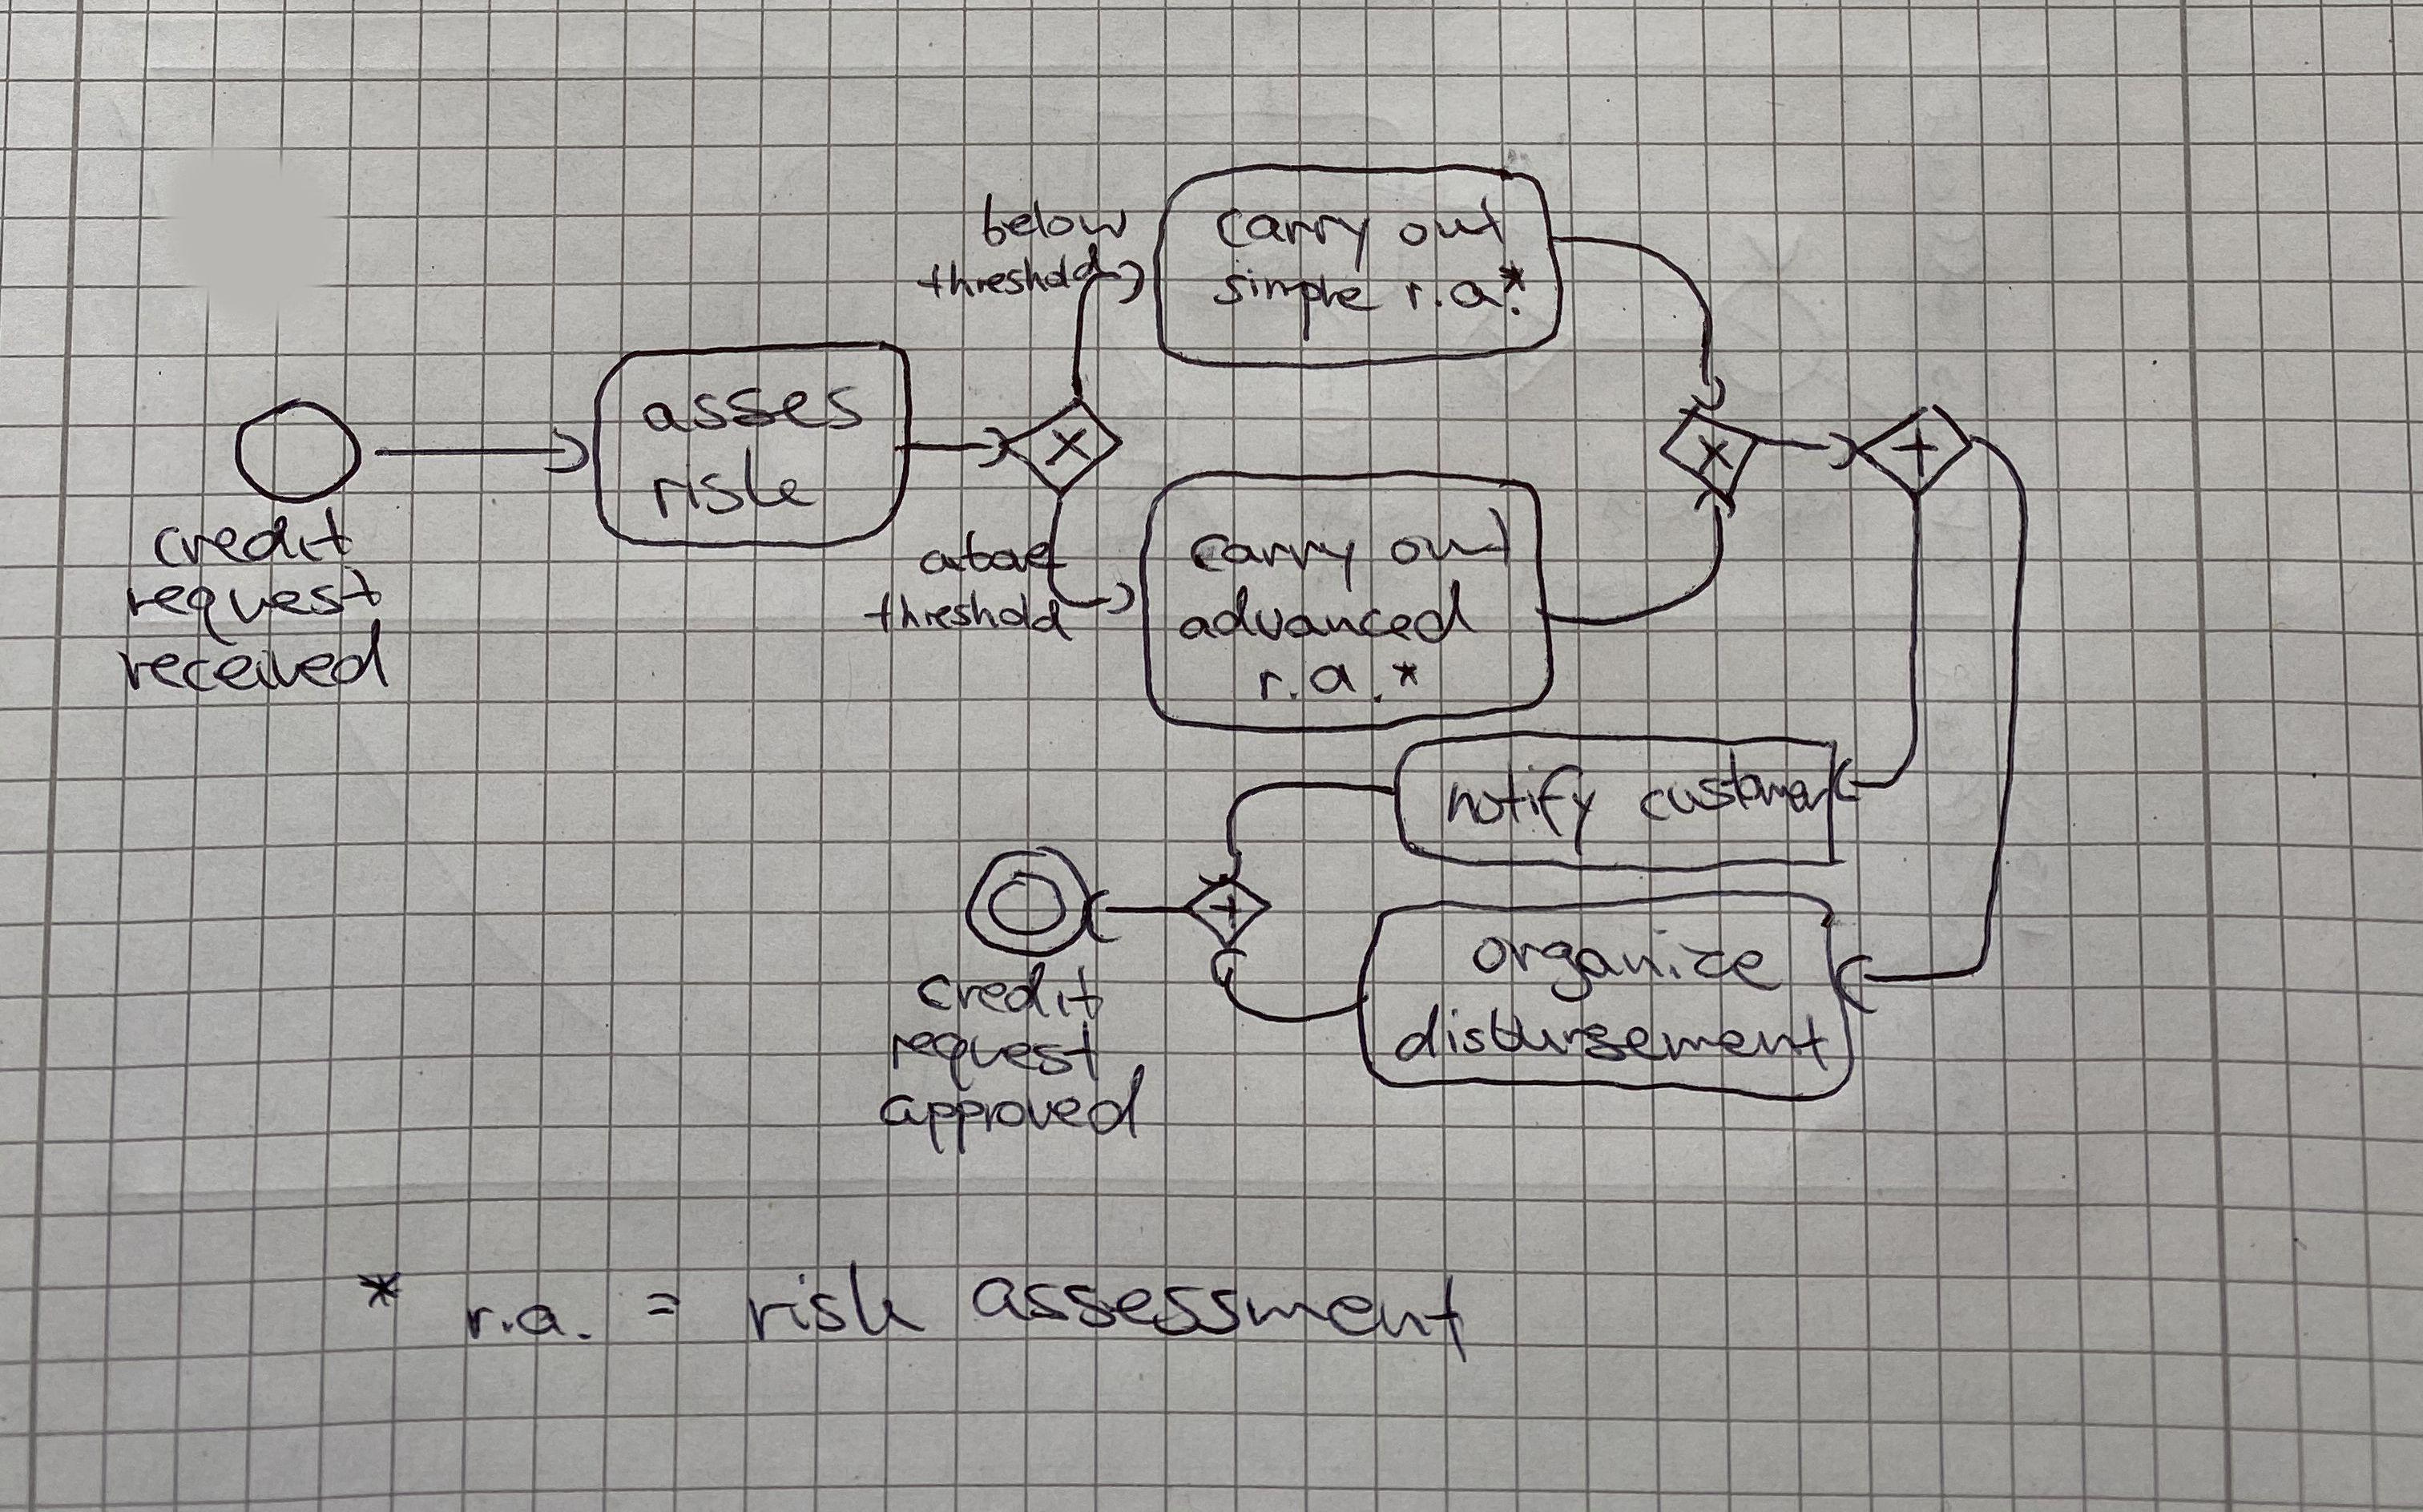 below
threshold
carry out
simple r.a.*
asses
risk
credit
request
received
above
threshold
carry out
advanced
r.a.*
notify customer
organize
disbursement
credit
request
approved
* r.a. = risk assessment